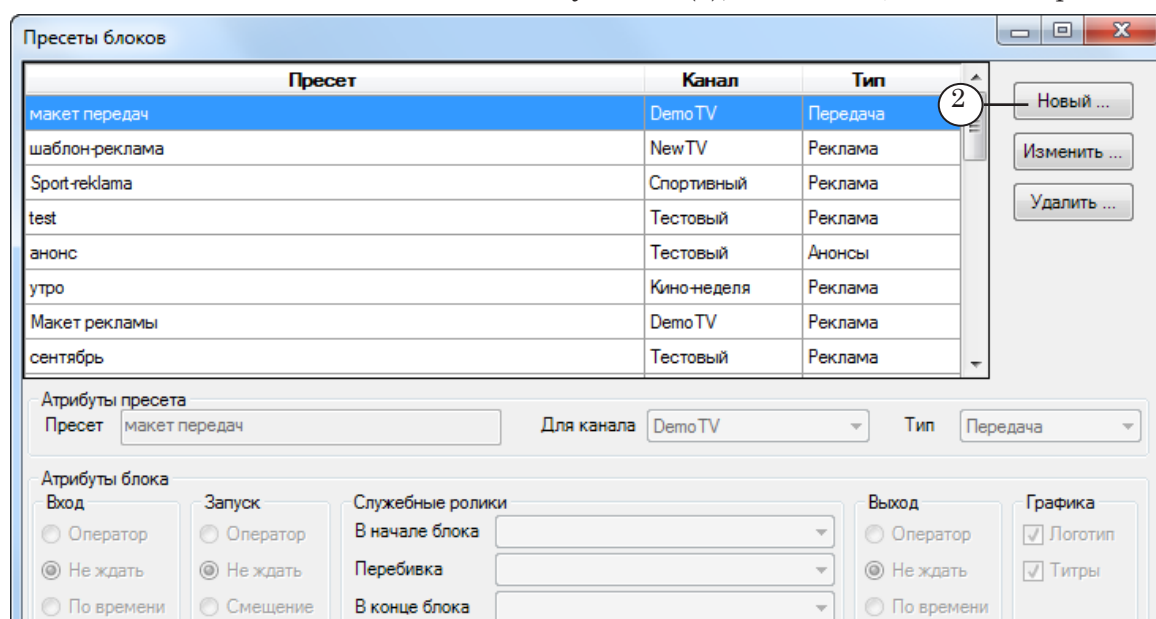 Пресеты блоков
Пресет Канал Тип
макет передач DemoTV Передача
шаблон-реклама NewTV Реклама
Sport-reklama Спортивный Реклама
test Тестовый Реклама
анонс Тестовый Анонсы
утро Кино-неделя Реклама
Макет рекламы DemoTV Реклама
сентябрь Тестовый Реклама
2
Новый ...
Изменить ...
Удалить ...
Атрибуты пресета
Пресет макет передач Для канала DemoTV Тип Передача
Атрибуты блока
Вход Запуск Служебные ролики Выход Графика
Оператор Оператор В начале блока Оператор Логотип
Не ждать Не ждать Перебивка Не ждать Титры
По времени Смещение В конце блока По времени